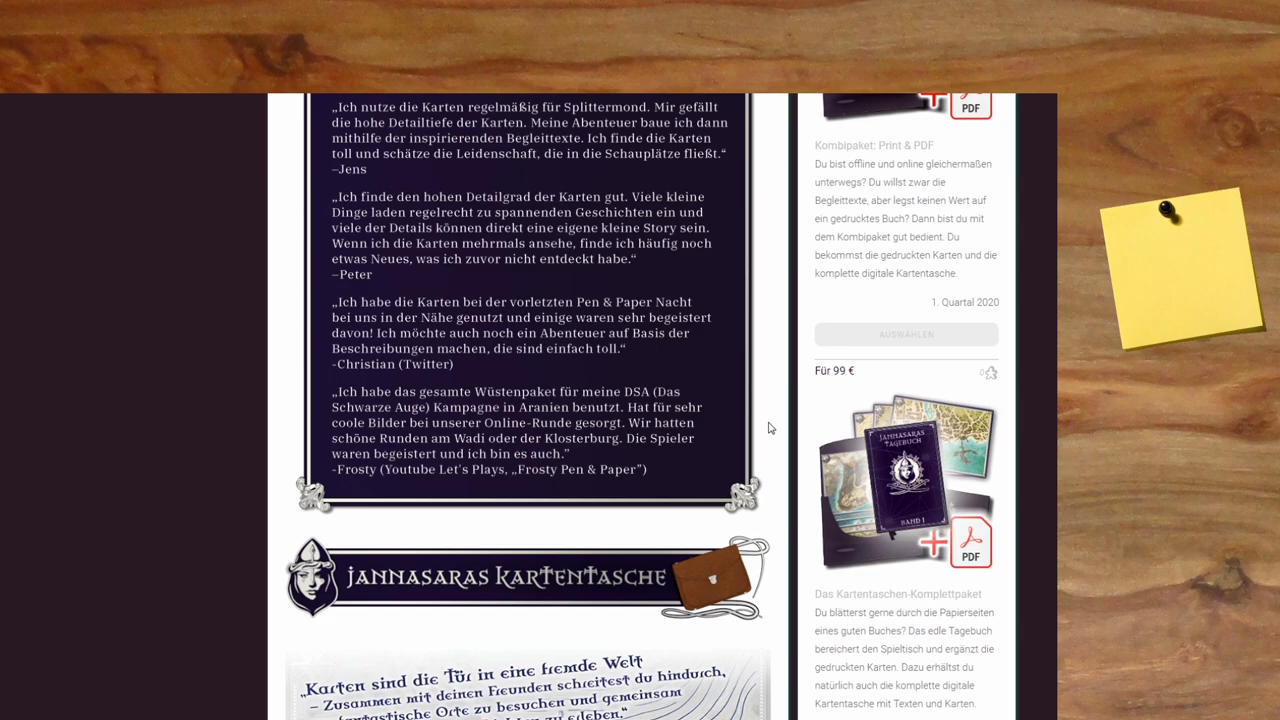 „Ich nutze die Karten regelmäßig für Splittermond. Mir gefällt
die hohe Detailtiefe der Karten. Meine Abenteuer baue ich dann
mithilfe der inspirierenden Begleittexte. Ich finde die Karten
toll und schätze die Leidenschaft, die in die Schauplätze fließt.“
–Jens
„Ich finde den hohen Detailgrad der Karten gut. Viele kleine
Dinge laden regelrecht zu spannenden Geschichten ein und
viele der Details können direkt eine eigene kleine Story sein.
Wenn ich die Karten mehrmals ansehe, finde ich häufig noch
etwas Neues, was ich zuvor nicht entdeckt habe.“
–Peter
„Ich habe die Karten bei der vorletzten Pen & Paper Nacht
bei uns in der Nähe genutzt und einige waren sehr begeistert
davon! Ich möchte auch noch ein Abenteuer auf Basis der
Beschreibungen machen, die sind einfach toll.“
-Christian (Twitter)
„Ich habe das gesamte Wüstenpaket für meine DSA (Das
Schwarze Auge) Kampagne in Aranien benutzt. Hat für sehr
coole Bilder bei unserer Online-Runde gesorgt. Wir hatten
schöne Runden am Wadi oder der Klosterburg. Die Spieler
waren begeistert und ich bin es auch.”
-Frosty (Youtube Let's Plays, „Frosty Pen & Paper”)
JANNASARAS KARTENTASCHE
„Karten sind die Tür in eine fremde Welt
– Zusammen mit deinen Freunden schreitest du hindurch,
fantastische Orte zu besuchen und gemeinsam
zu erleben.“
PDF
Kombipaket: Print & PDF
Du bist offline und online gleichermaßen
unterwegs? Du willst zwar die
Begleittexte, aber legst keinen Wert auf
ein gedrucktes Buch? Dann bist du mit
dem Kombipaket gut bedient. Du
bekommst die gedruckten Karten und die
komplette digitale Kartentasche.
1. Quartal 2020
AUSWÄHLEN
Für 99 €
0
JANNASARAS
TAGEBUCH
BAND I
PDF
Das Kartentaschen-Komplettpaket
Du blätterst gerne durch die Papierseiten
eines guten Buches? Das edle Tagebuch
bereichert den Spieltisch und ergänzt die
gedruckten Karten. Dazu erhältst du
natürlich auch die komplette digitale
Kartentasche mit Texten und Karten.